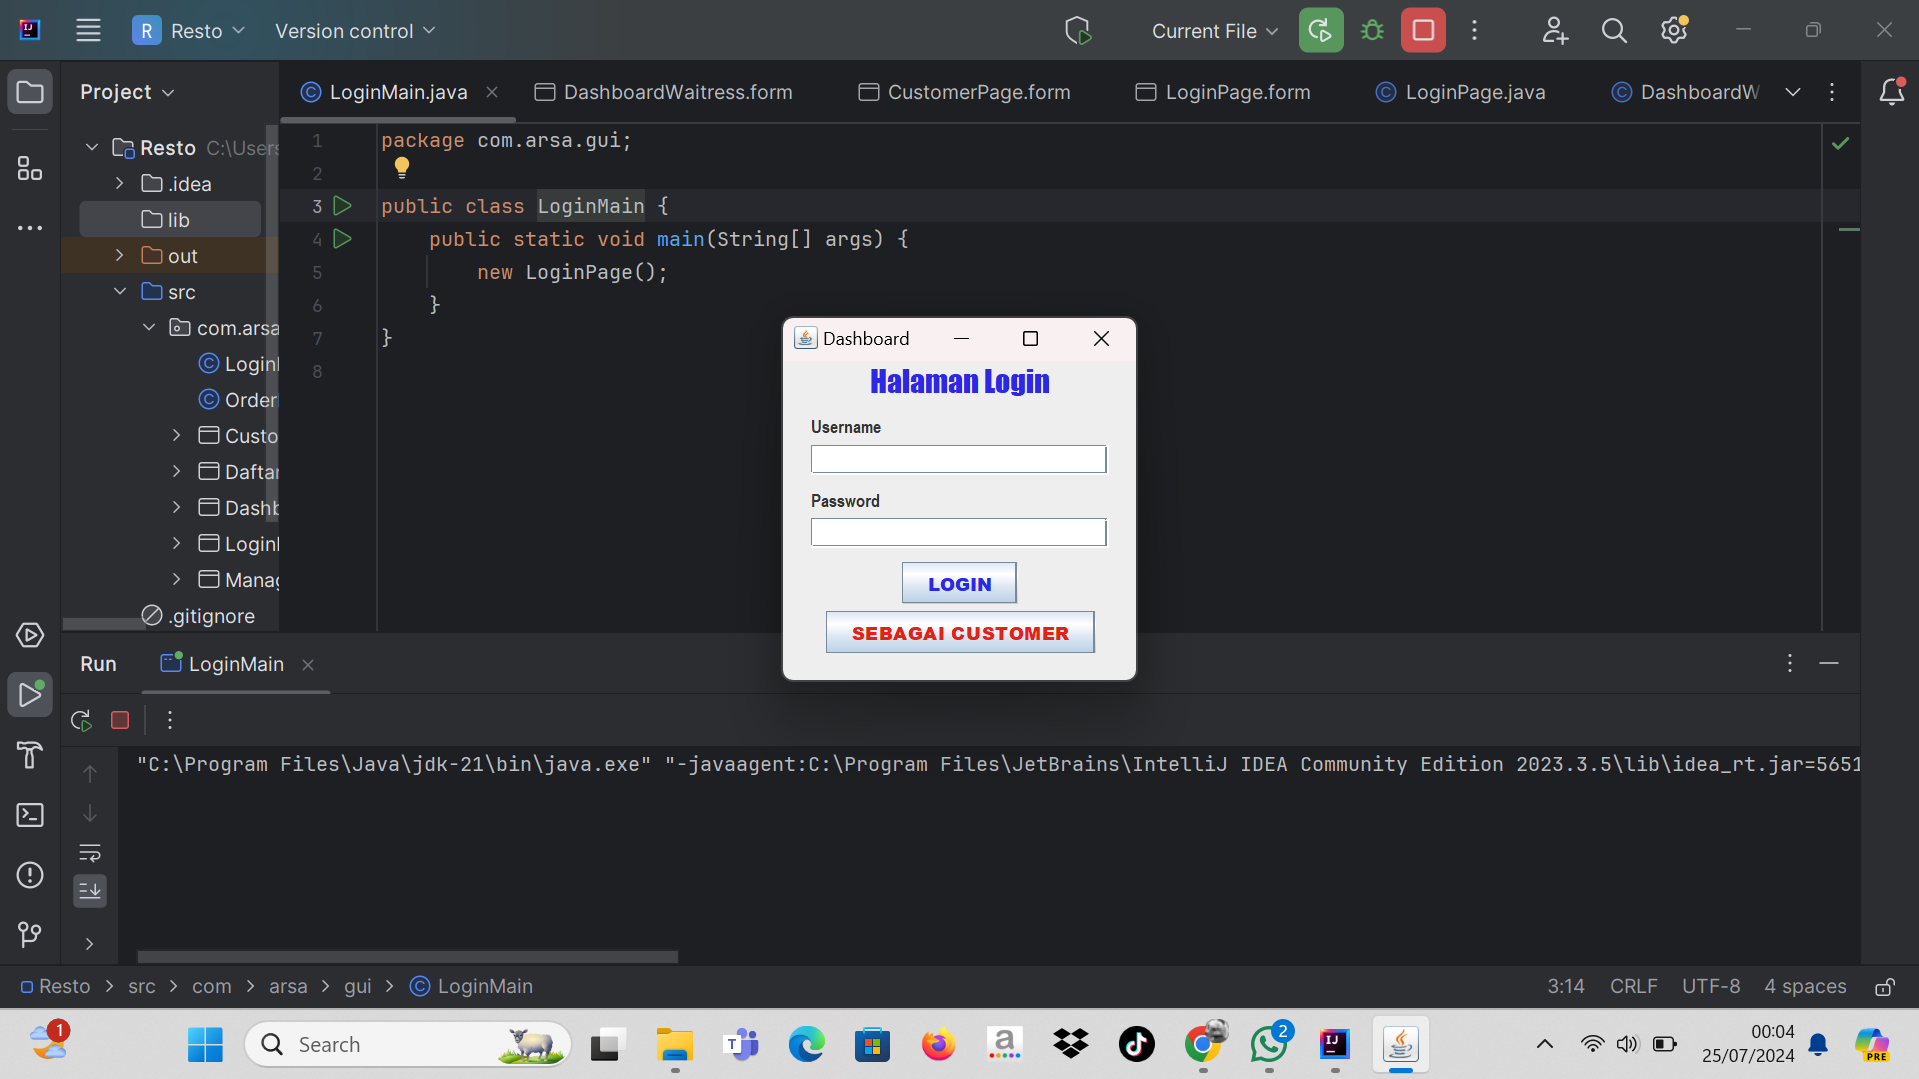 R Resto Version control Current File
Project
LoginMain.java DashboardWaitress.form CustomerPage.form LoginPage.form LoginPage.java DashboardW
Resto C:\Users
.idea
lib
out
src
com.arsa
Login
Order
Custo
Daftar
Dashb
Login
Manag
.gitignore
1 package com.arsa.gui;
2
3 public class LoginMain {
4 public static void main(String[] args) {
5 new LoginPage();
6 }
7 }
8
Dashboard
Halaman Login
Username
Password
LOGIN
SEBAGAI CUSTOMER
Run LoginMain
"C:\Program Files\Java\jdk-21\bin\java.exe" "-javaagent:C:\Program Files\JetBrains\IntelliJ IDEA Community Edition 2023.3.5\lib\idea_rt.jar=5651
Resto > src > com > arsa > gui > LoginMain 3:14 CRLF UTF-8 4 spaces
1 Search 2 00:04
25/07/2024
PRE